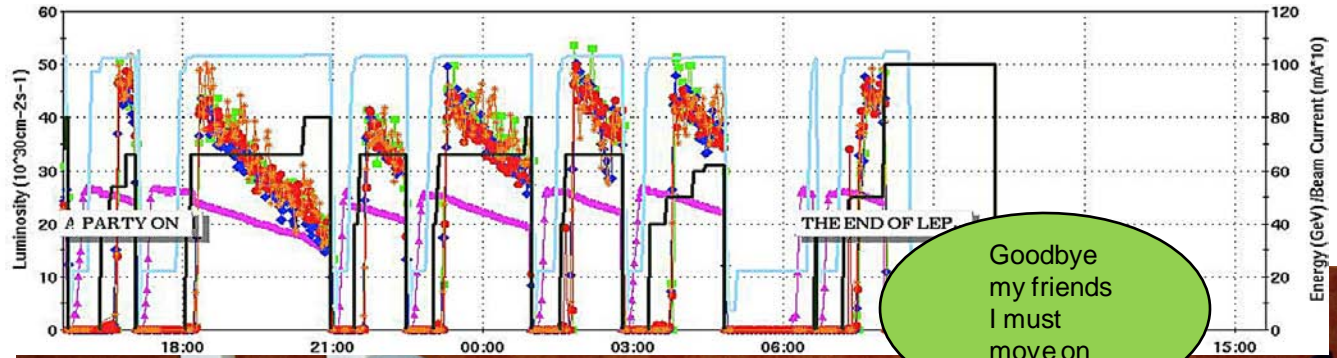 60
50
40
30
20
10
0
Luminosity (10^30cm-2s-1)
120
100
80
60
40
20
0
Energy (GeV) /Beam Current (mA*10)
A PARTY ON
THE END OF LEP
Goodbye
my friends
I must
move on
18:00 21:00 00:00 03:00 06:00 15:00